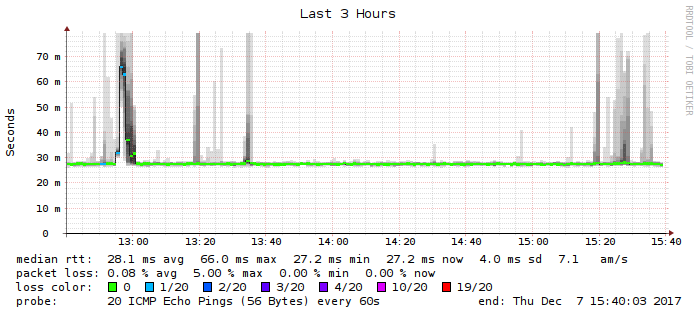 Last 3 Hours
RRDTOOL / TOBI OETIKER
Seconds
70 m
60 m
50 m
40 m
30 m
20 m
10 m
0
13:00 13:20 13:40 14:00 14:20 14:40 15:00 15:20 15:40
median rtt: 28.1 ms avg 66.0 ms max 27.2 ms min 27.2 ms now 4.0 ms sd 7.1 am/s
packet loss: 0.08 % avg 5.00 % max 0.00 % min 0.00 % now
loss color: 0 1/20 2/20 3/20 4/20 10/20 19/20
probe: 20 ICMP Echo Pings (56 Bytes) every 60s end: Thu Dec 7 15:40:03 2017